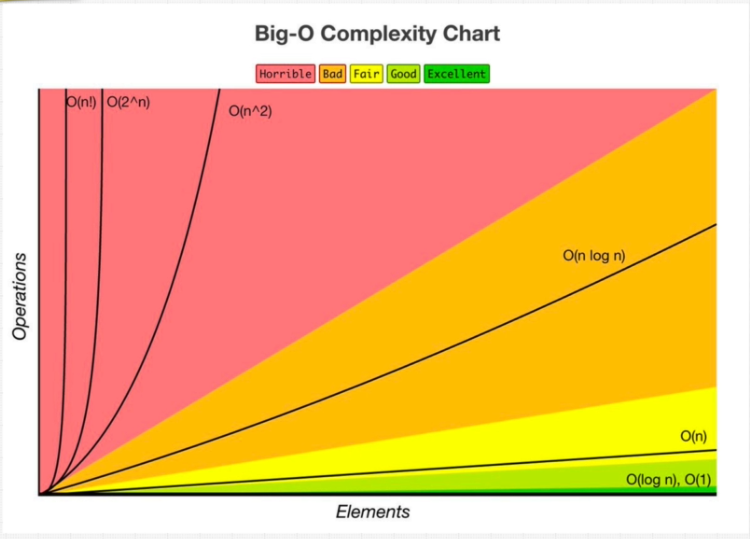 Big-O Complexity Chart
Horrible Bad Fair Good Excellent
O(n!) O(2^n)
O(n^2)
O(n log n)
O(n)
O(log n), O(1)
Operations
Elements